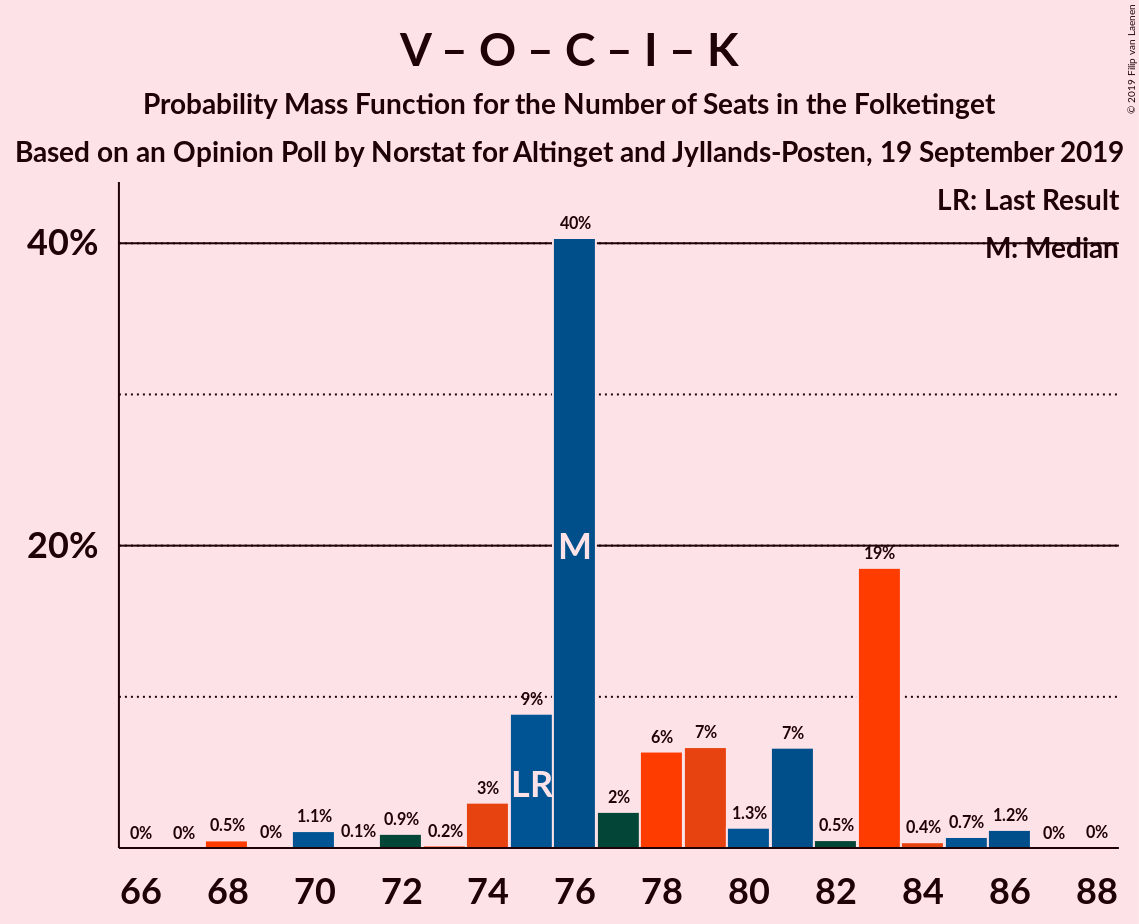 V – O – C – I – K
Probability Mass Function for the Number of Seats in the Folketinget
Based on an Opinion Poll by Norstat for Altinget and Jyllands-Posten, 19 September 2019
© 2019 Filip van Laenen
LR: Last Result
M: Median
40%
20%
0%
0%
0.5%
0%
1.1%
0.1%
0.9%
0.2%
3%
9%
40%
2%
6%
7%
1.3%
7%
0.5%
19%
0.4%
0.7%
1.2%
0%
0%
LR
M
66 68 70 72 74 76 78 80 82 84 86 88